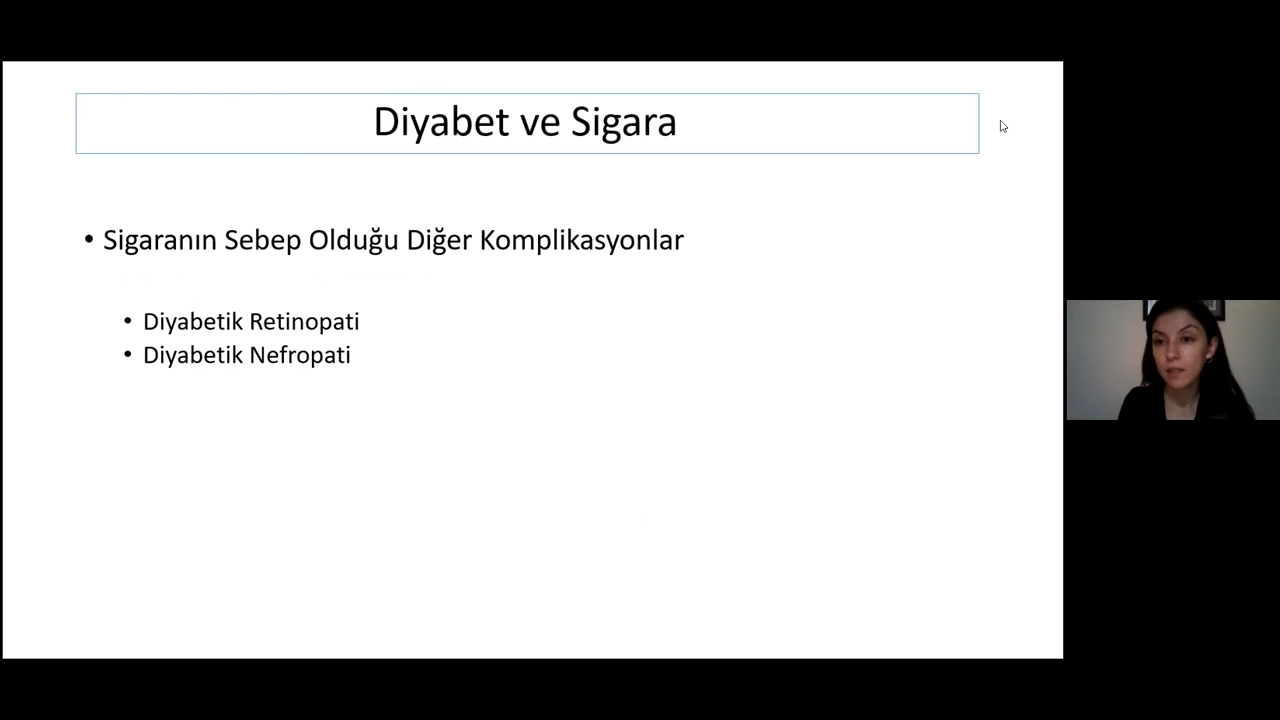 Diyabet ve Sigara
• Sigaranın Sebep Olduğu Diğer Komplikasyonlar
• Diyabetik Retinopati
• Diyabetik Nefropati